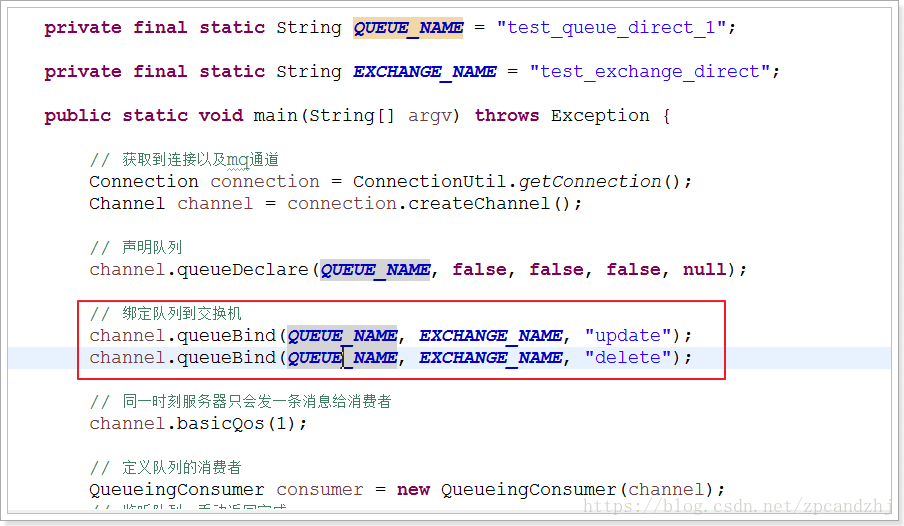 private final static String QUEUE_NAME = "test_queue_direct_1";
private final static String EXCHANGE_NAME = "test_exchange_direct";
public static void main(String[] argv) throws Exception {
// 获取到连接以及mq通道
Connection connection = ConnectionUtil.getConnection();
Channel channel = connection.createChannel();
// 声明队列
channel.queueDeclare(QUEUE_NAME, false, false, false, null);
// 绑定队列到交换机
channel.queueBind(QUEUE_NAME, EXCHANGE_NAME, "update");
channel.queueBind(QUEUE_NAME, EXCHANGE_NAME, "delete");
// 同一时刻服务器只会发一条消息给消费者
channel.basicQos(1);
// 定义队列的消费者
QueueingConsumer consumer = new QueueingConsumer(channel);
https://blog.csdn.net/zpcandzhj